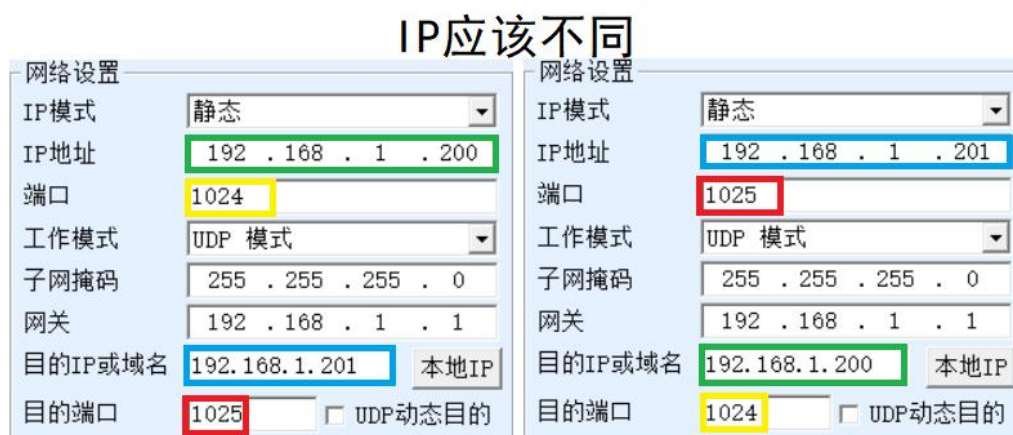 IP应该不同
网络设置
IP模式 静态
IP地址 192 .168 . 1 .200
端口 1024
工作模式 UDP 模式
子网掩码 255 .255 .255 . 0
网关 192 .168 . 1 . 1
目的IP或域名 192.168.1.201 本地IP
目的端口 1025 UDP动态目的
网络设置
IP模式 静态
IP地址 192 .168 . 1 .201
端口 1025
工作模式 UDP 模式
子网掩码 255 .255 .255 . 0
网关 192 .168 . 1 . 1
目的IP或域名 192.168.1.200 本地IP
目的端口 1024 UDP动态目的